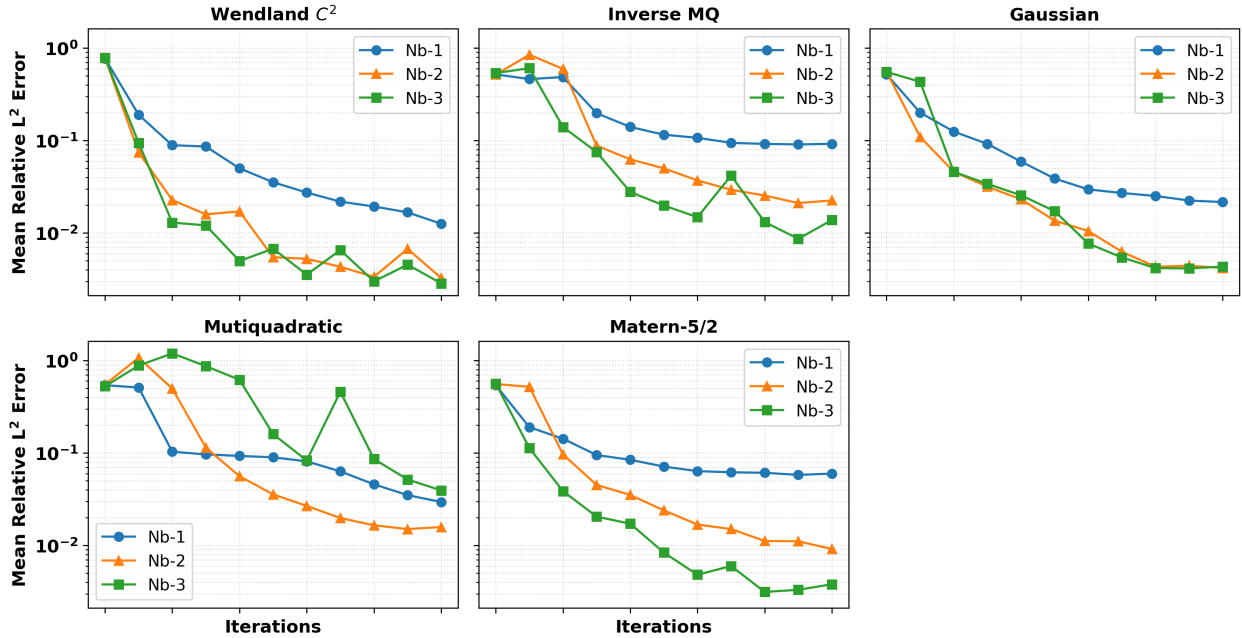 Wendland C²
Inverse MQ
Gaussian
Mean Relative L² Error
10⁰
10⁻¹
10⁻²
Nb-1
Nb-2
Nb-3
Nb-1
Nb-2
Nb-3
Nb-1
Nb-2
Nb-3
Mutiquadratic
Matern-5/2
Mean Relative L² Error
10⁰
10⁻¹
10⁻²
Nb-1
Nb-2
Nb-3
Nb-1
Nb-2
Nb-3
Iterations
Iterations